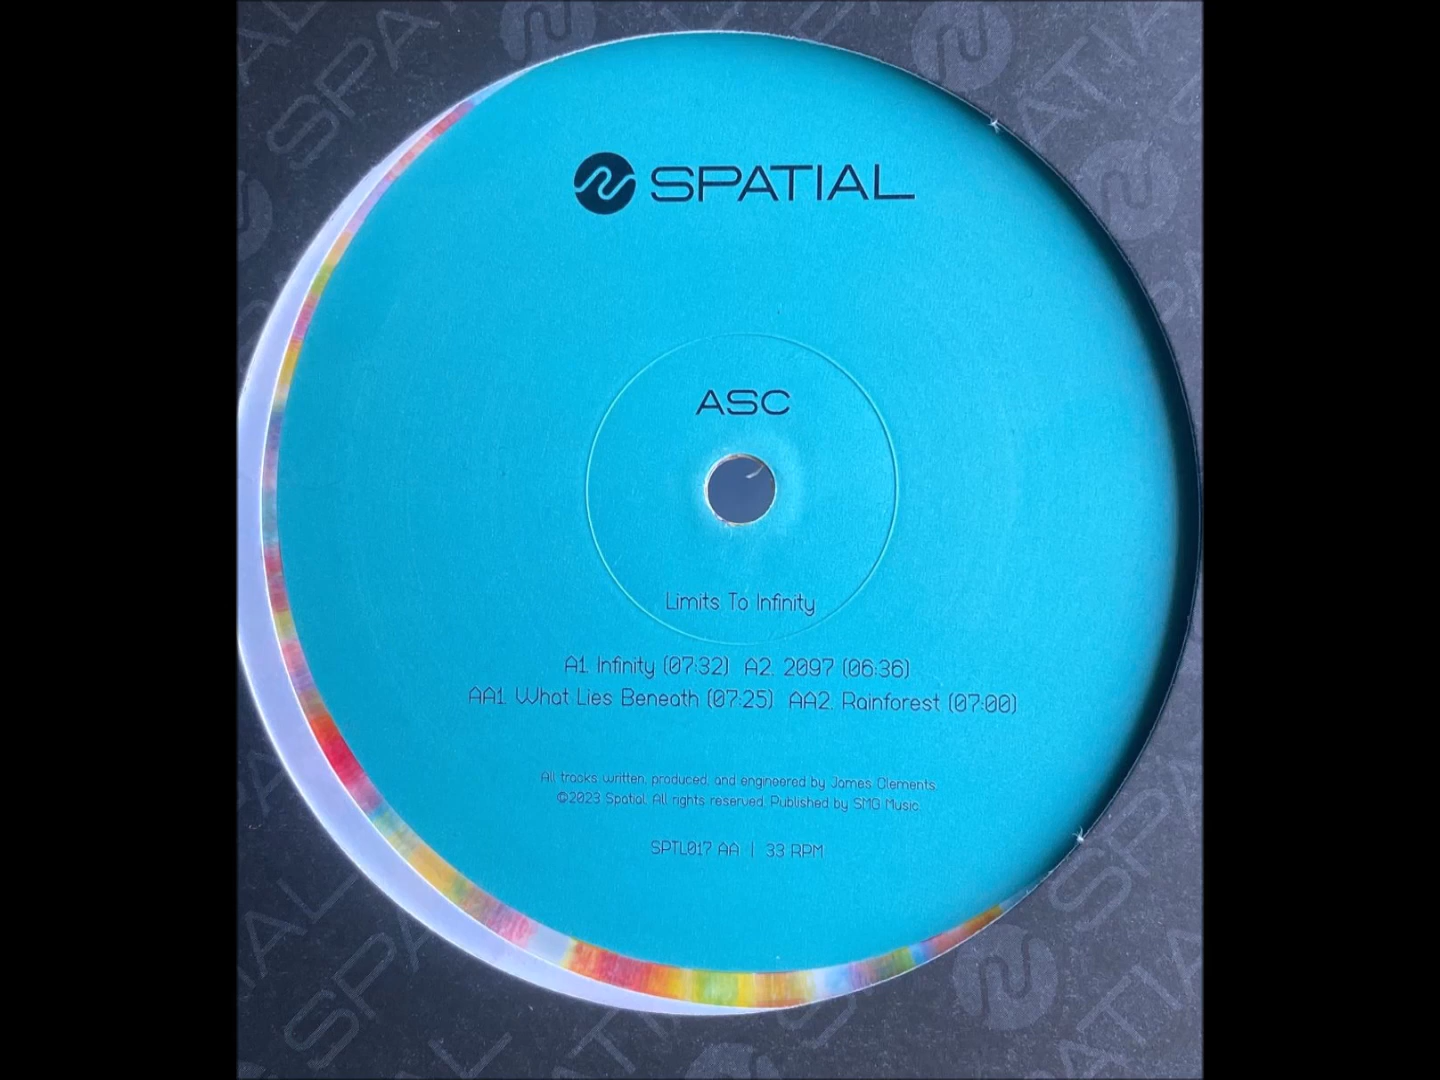 SPATIAL
ASC
Limits To Infinity
A1. Infinity (07:32) A2. 2097 (06:36)
AA1. What Lies Beneath (07:25) AA2. Rainforest (07:00)
All tracks written, produced, and engineered by James Clements.
©2023 Spatial. All rights reserved. Published by SMG Music.
SPTL017 AA | 33 RPM